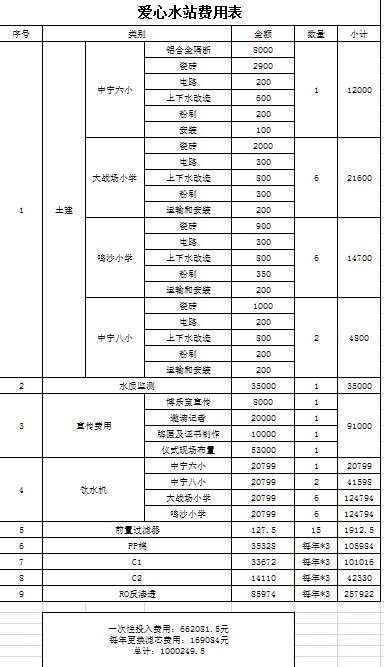 爱心水站费用表
序号 类别 金额 数量 小计
1 土建 中宁六小 铝合金隔断 8000 1 12000
瓷砖 2900
电路 200
上下水改造 600
粉刷 200
安装 100
大战场小学 瓷砖 2000 6 21600
电路 300
上下水改造 800
粉刷 300
运输和安装 200
鸣沙小学 瓷砖 900 6 14700
电路 300
上下水改造 800
粉刷 350
运输和安装 200
中宁八小 瓷砖 1000 2 4800
电路 200
上下水改造 800
粉刷 200
运输和安装 200
2 水质监测 35000 1 35000
3 宣传费用 博乐宝宣传 8000 1 91000
邀请记者 20000 1
牌匾及证书制作 10000 1
仪式现场布置 53000 1
4 饮水机 中宁六小 20799 1 20799
中宁八小 20799 2 41598
大战场小学 20799 6 124794
鸣沙小学 20799 6 124794
5 前置过滤器 127.5 15 1912.5
6 PP棉 35328 每年*3 105984
7 C1 33672 每年*3 101016
8 C2 14110 每年*3 42330
9 RO反渗透 85974 每年*3 257922
一次性投入费用：662081.5元
每年更换滤芯费用：169084元
总计：1000249.5